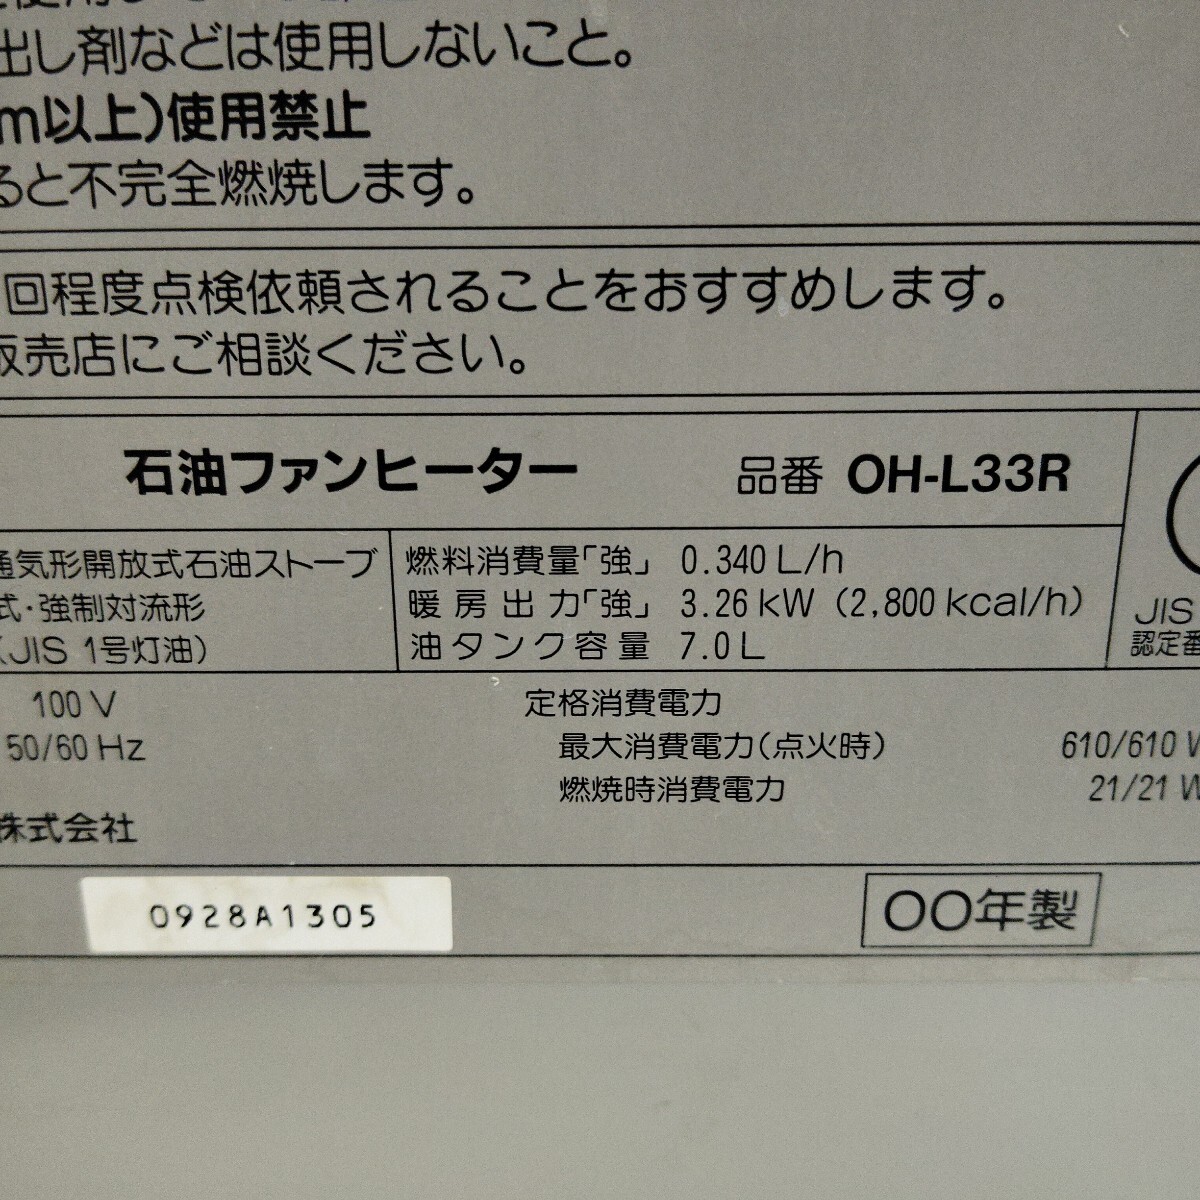 出し剤などは使用しないこと。
m以上)使用禁止
ると不完全燃焼します。
回程度点検依頼されることをおすすめします。
販売店にご相談ください。
石油ファンヒーター 品番 OH-L33R
通気形開放式石油ストーブ
式・強制対流形
(JIS 1号灯油)
燃料消費量「強」 0.340 L/h
暖房出力「強」 3.26 kW (2,800 kcal/h)
油タンク容量 7.0 L
JIS
認定番
100 V
50/60 Hz
定格消費電力
最大消費電力(点火時) 610/610 W
燃焼時消費電力 21/21 W
株式会社
0928A1305
00年製